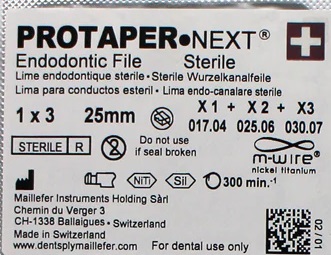 PROTAPER•NEXT®
Endodontic File Sterile
Lime endodontique sterile • Sterile Wurzelkanalfeile
Lima para conductos esteril • Lima endo-canalare sterile
1 x 3 25mm
X1 + X2 + X3
017.04 025.06 030.07
STERILE R
2
Do not use
if seal broken
m-wire®
nickel titanium
NiTi
Sil
300 min.-1
Maillefer Instruments Holding Sàrl
Chemin du Verger 3
CH-1338 Ballaigues • Switzerland
Made in Switzerland
www.dentsplymaillefer.com
For dental use only
02/01